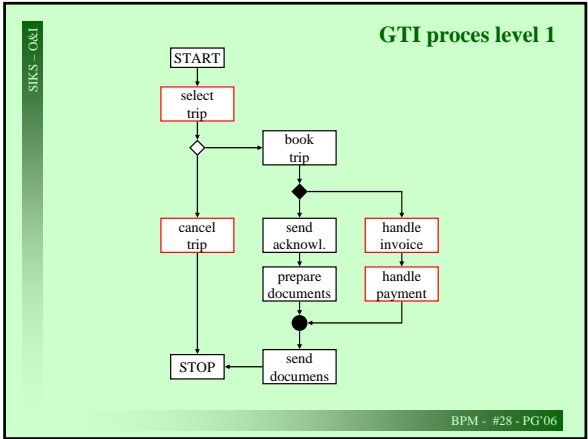 GTI proces level 1
SIKS – O&I
START
select
trip
book
trip
cancel
trip
send
acknowl.
handle
invoice
prepare
documents
handle
payment
STOP
send
documens
BPM - #28 - PG'06